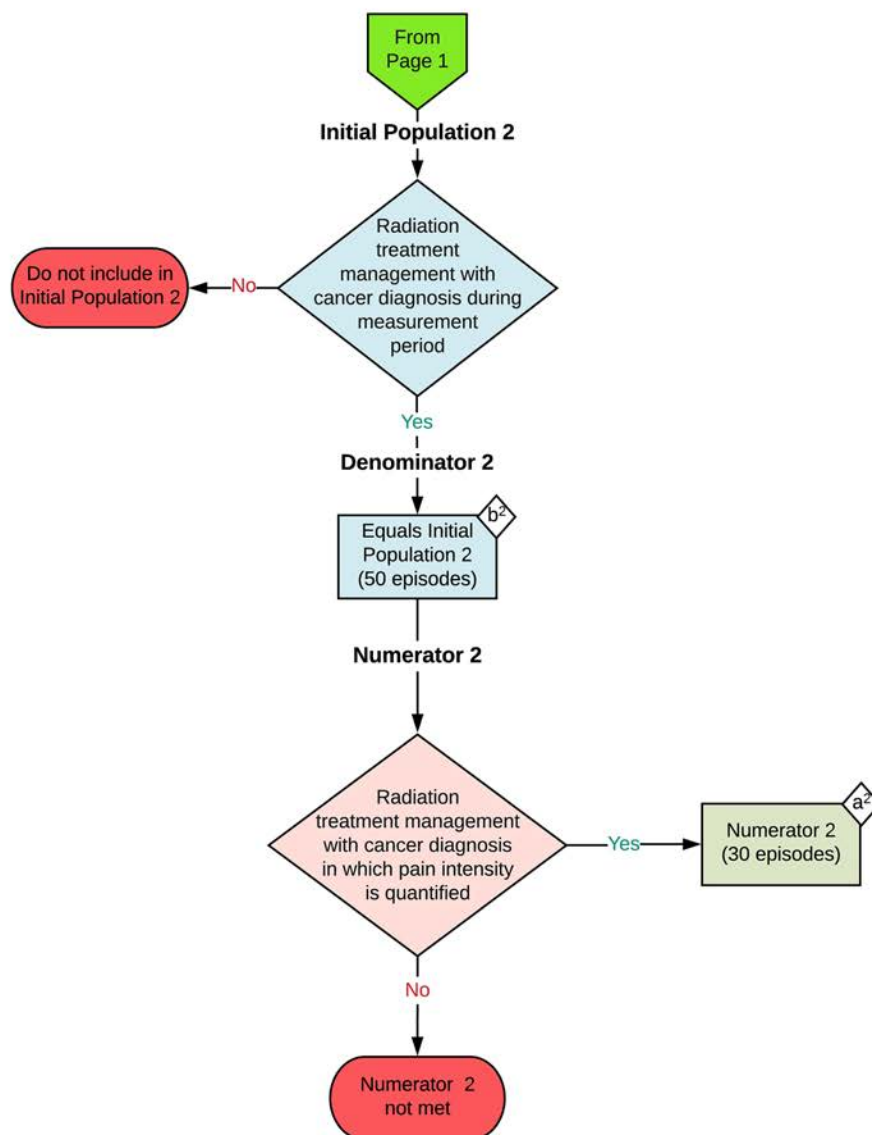 From
Page 1
Initial Population 2
Radiation
treatment
management with
cancer diagnosis during
measurement
period
No
Do not include in
Initial Population 2
Yes
Denominator 2
b²
Equals Initial
Population 2
(50 episodes)
Numerator 2
Radiation
treatment management
with cancer diagnosis
in which pain intensity
is quantified
Yes
a²
Numerator 2
(30 episodes)
No
Numerator 2
not met